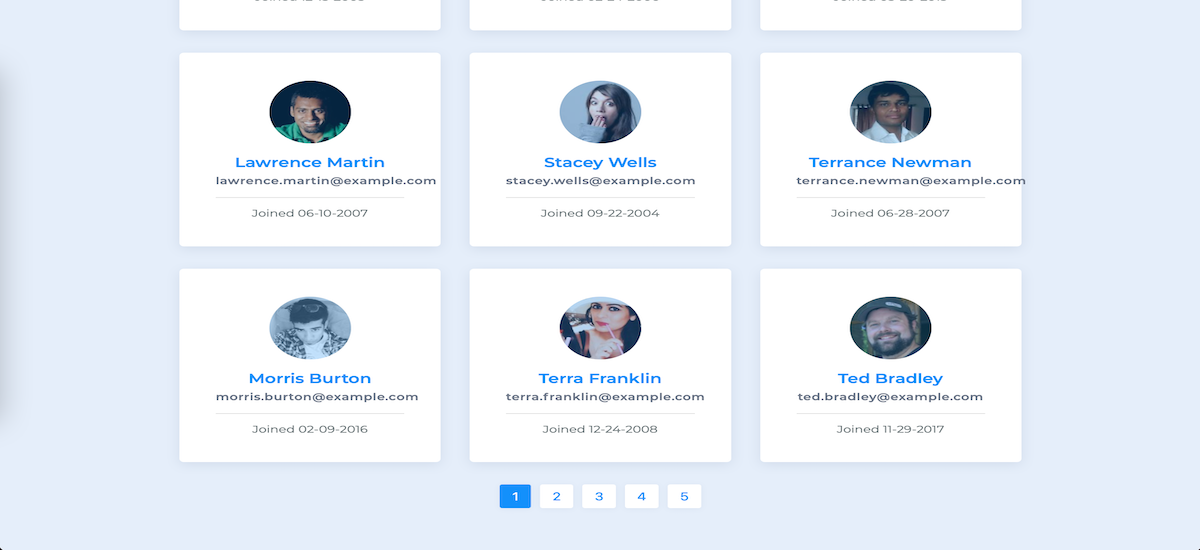 Lawrence Martin
lawrence.martin@example.com
Joined 06-10-2007
Stacey Wells
stacey.wells@example.com
Joined 09-22-2004
Terrance Newman
terrance.newman@example.com
Joined 06-28-2007
Morris Burton
morris.burton@example.com
Joined 02-09-2016
Terra Franklin
terra.franklin@example.com
Joined 12-24-2008
Ted Bradley
ted.bradley@example.com
Joined 11-29-2017
1 2 3 4 5